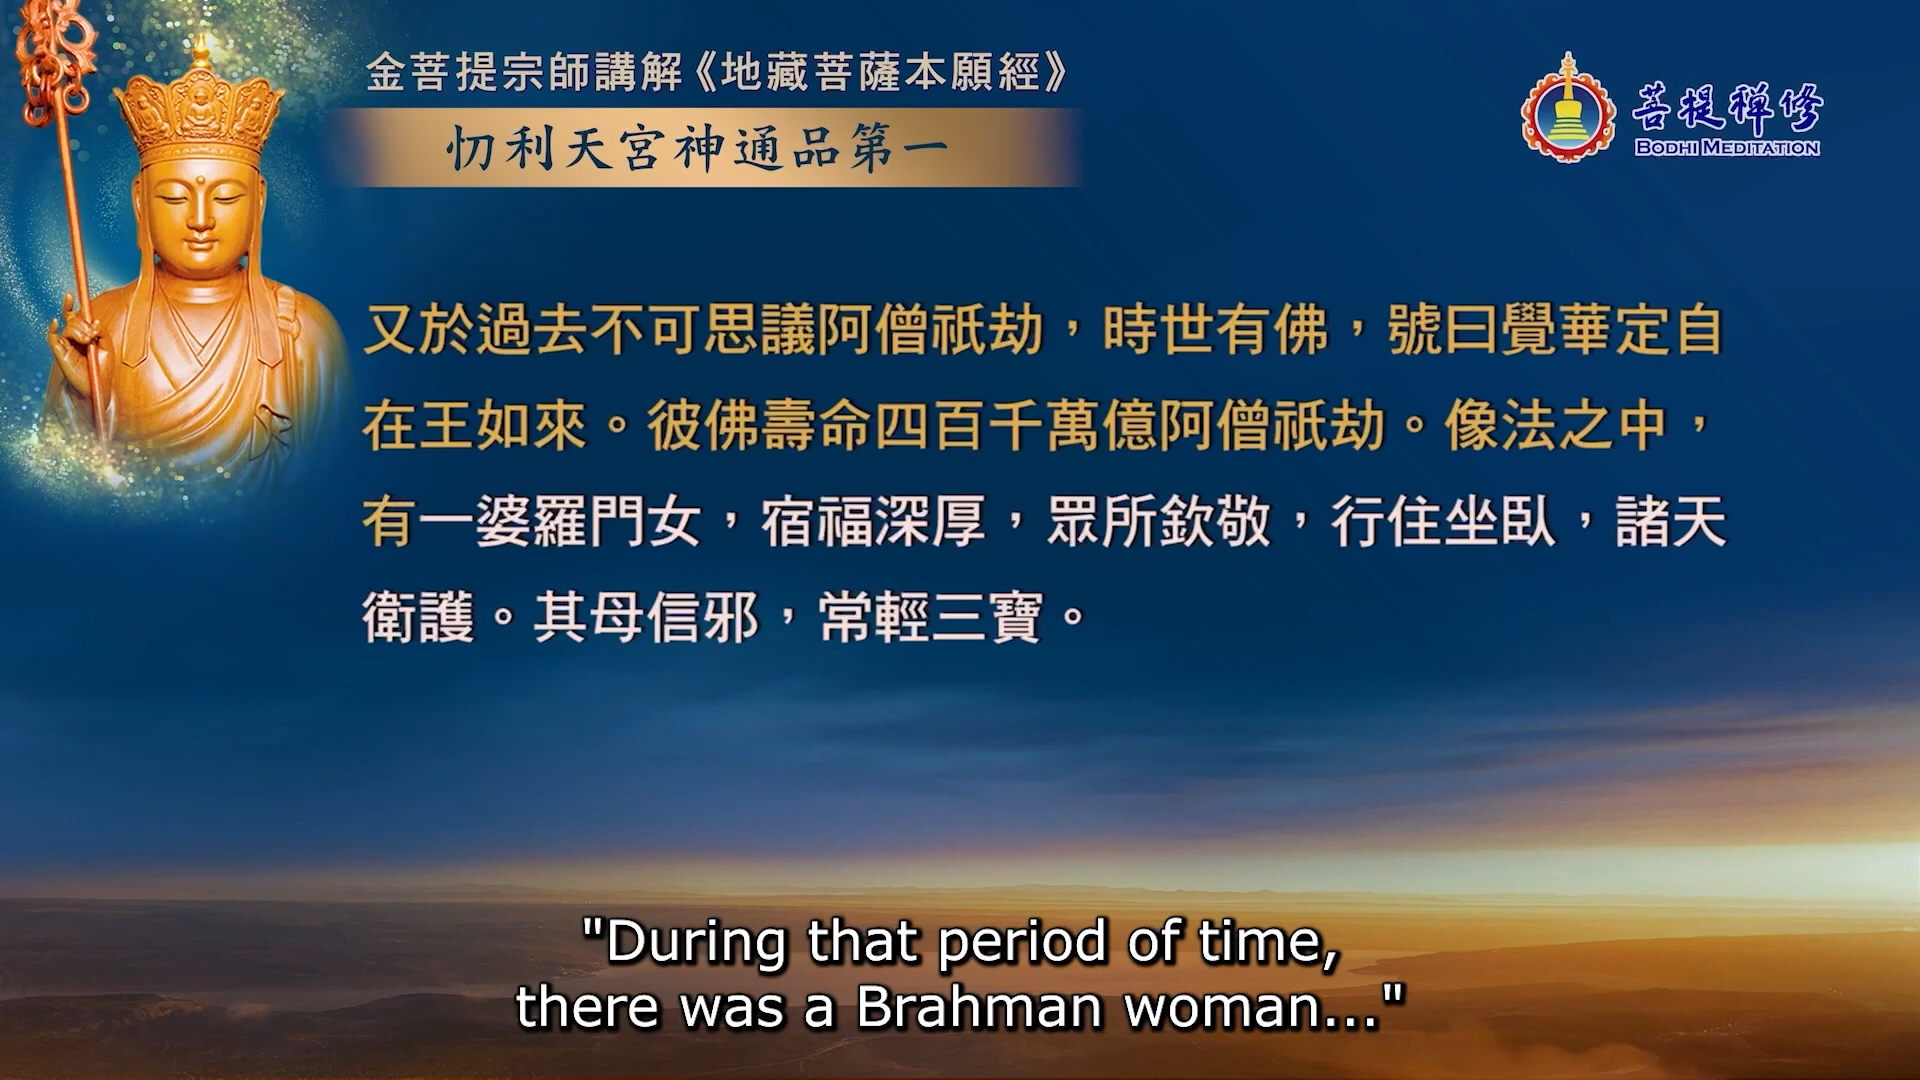 金菩提宗師講解《地藏菩薩本願經》
忉利天宮神通品第一
菩提禪修
BODHI MEDITATION
又於過去不可思議阿僧祇劫，時世有佛，號曰覺華定自
在王如來。彼佛壽命四百千萬億阿僧祇劫。像法之中，
有一婆羅門女，宿福深厚，眾所欽敬，行住坐臥，諸天
衛護。其母信邪，常輕三寶。
"During that period of time,
there was a Brahman woman..."